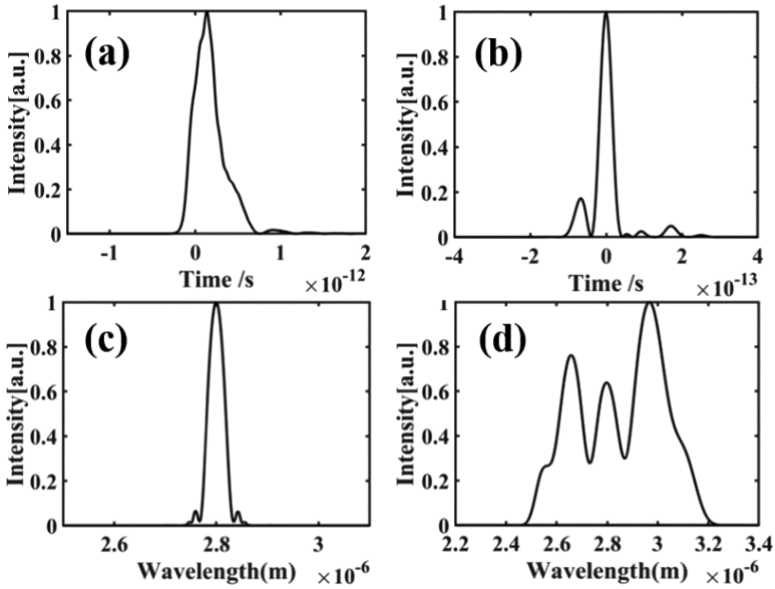 (a)
Intensity[a.u.]
1
0.8
0.6
0.4
0.2
0
-1 0 1 2
Time /s ×10⁻¹²
(b)
Intensity[a.u.]
1
0.8
0.6
0.4
0.2
0
-4 -2 0 2 4
Time /s ×10⁻¹³
(c)
Intensity[a.u.]
1
0.8
0.6
0.4
0.2
0
2.6 2.8 3
Wavelength(m) ×10⁻⁶
(d)
Intensity[a.u.]
1
0.8
0.6
0.4
0.2
0
2.2 2.4 2.6 2.8 3 3.2 3.4
Wavelength(m) ×10⁻⁶